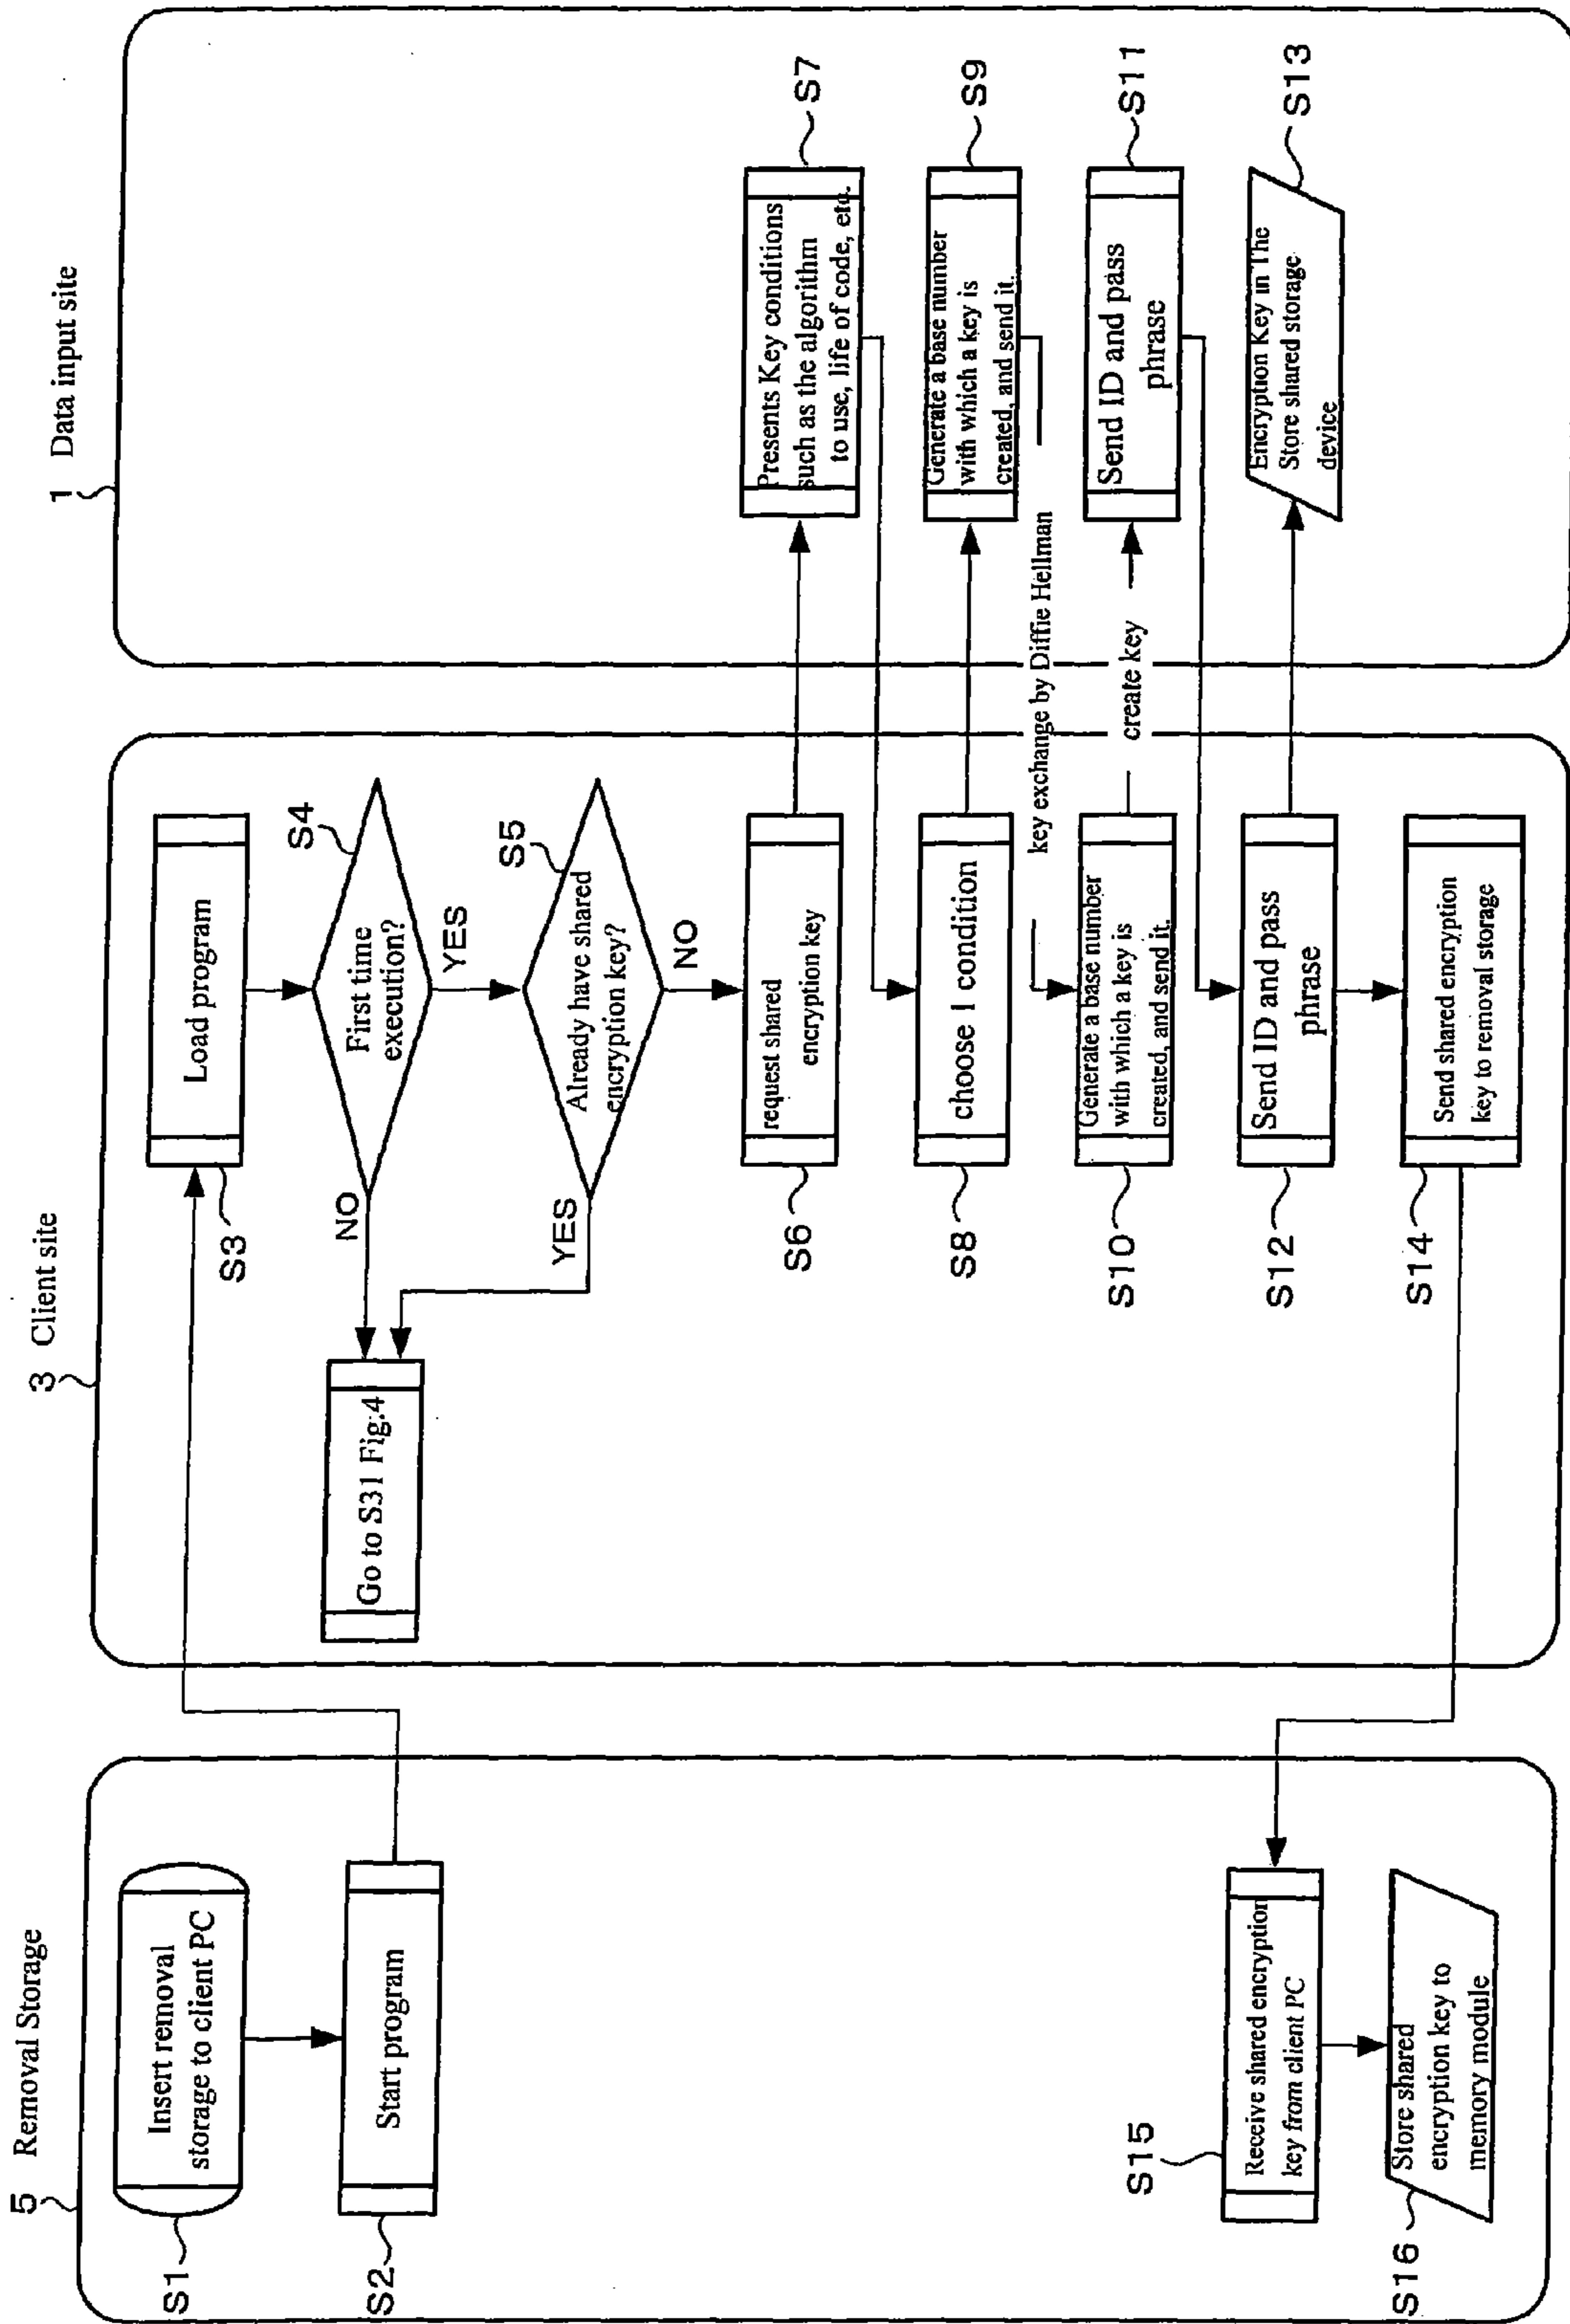 5 Removal Storage
S1
Insert removal
storage to client PC
S2
Start program
S15
Receive shared encryption
key from client PC
S16
Store shared
encryption key to
memory module
3 Client site
Load program
S3
S4
First time
execution?
NO
YES
S5
Already have shared
encryption key?
YES
NO
Go to S31 Fig.4
S6
request shared
encryption key
S8
choose 1 condition
S10
Generate a base number
with which a key is
created, and send it.
S12
Send ID and pass
phrase
S14
Send shared encryption
key to removal storage
key exchange by Diffie Hellman
create key
1 Data input site
Presents Key conditions
such as the algorithm
to use, life of code, etc.
S7
Generate a base number
with which a key is
created, and send it.
S9
Send ID and pass
phrase
S11
Encryption Key in The
Store shared storage
device
S13